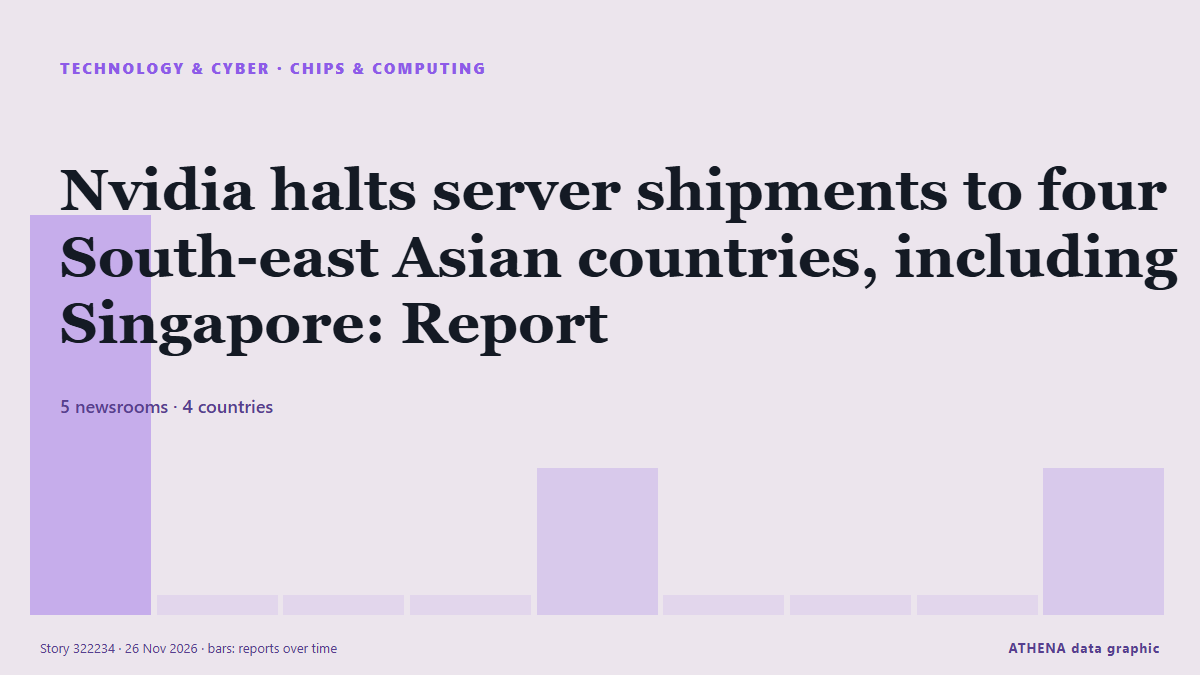 TECHNOLOGY & CYBER · CHIPS & COMPUTING
Nvidia halts server shipments to four
South-east Asian countries, including
Singapore: Report
5 newsrooms · 4 countries
Story 322234 · 26 Nov 2026 · bars: reports over time
ATHENA data graphic